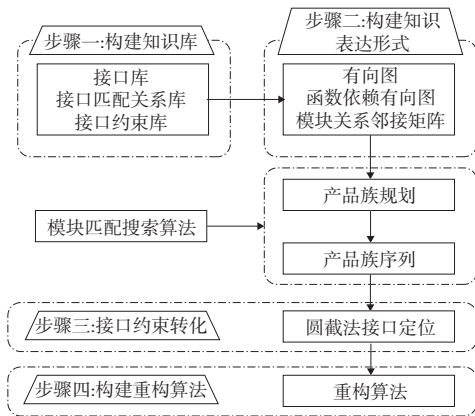 步骤一:构建知识库
接口库
接口匹配关系库
接口约束库
步骤二:构建知识
表达形式
有向图
函数依赖有向图
模块关系邻接矩阵
产品族规划
模块匹配搜索算法
产品族序列
步骤三:接口约束转化
圆截法接口定位
步骤四:构建重构算法
重构算法